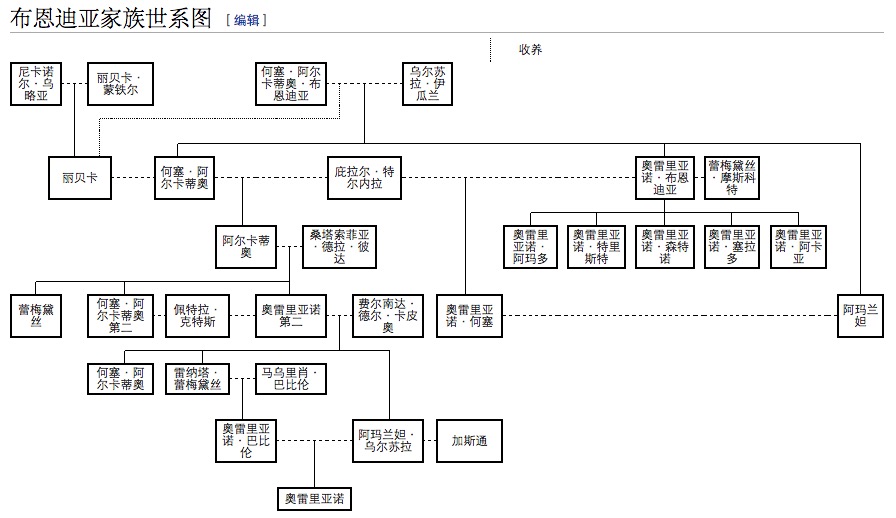 布恩迪亚家族世系图 [编辑]
收养
尼卡诺
尔·乌
略亚
丽贝卡·
蒙铁尔
何塞·阿尔
卡蒂奥·布
恩迪亚
乌尔苏
拉·伊
瓜兰
丽贝卡
何塞·阿
尔卡蒂奥
庇拉尔·特
尔内拉
奥雷里亚
诺·布恩
迪亚
蕾梅黛丝
·摩斯科
特
阿尔卡蒂
奥
桑塔索菲亚
·德拉·彼
达
奥雷里
亚诺·
阿玛多
奥雷里亚
诺·特里
斯特
奥雷里亚
诺·森特
诺
奥雷里亚
诺·塞拉
多
奥雷里亚
诺·阿卡
亚
蕾梅黛
丝
何塞·阿
尔卡蒂奥
第二
佩特拉·
克特斯
奥雷里亚诺
第二
费尔南达·
德尔·卡皮
奥
奥雷里亚
诺·何塞
阿玛兰
妲
何塞·阿
尔卡蒂奥
雷纳塔·
蕾梅黛丝
马乌里肖·
巴比伦
奥雷里亚
诺·巴比
伦
阿玛兰妲·
乌尔苏拉
加斯通
奥雷里亚诺